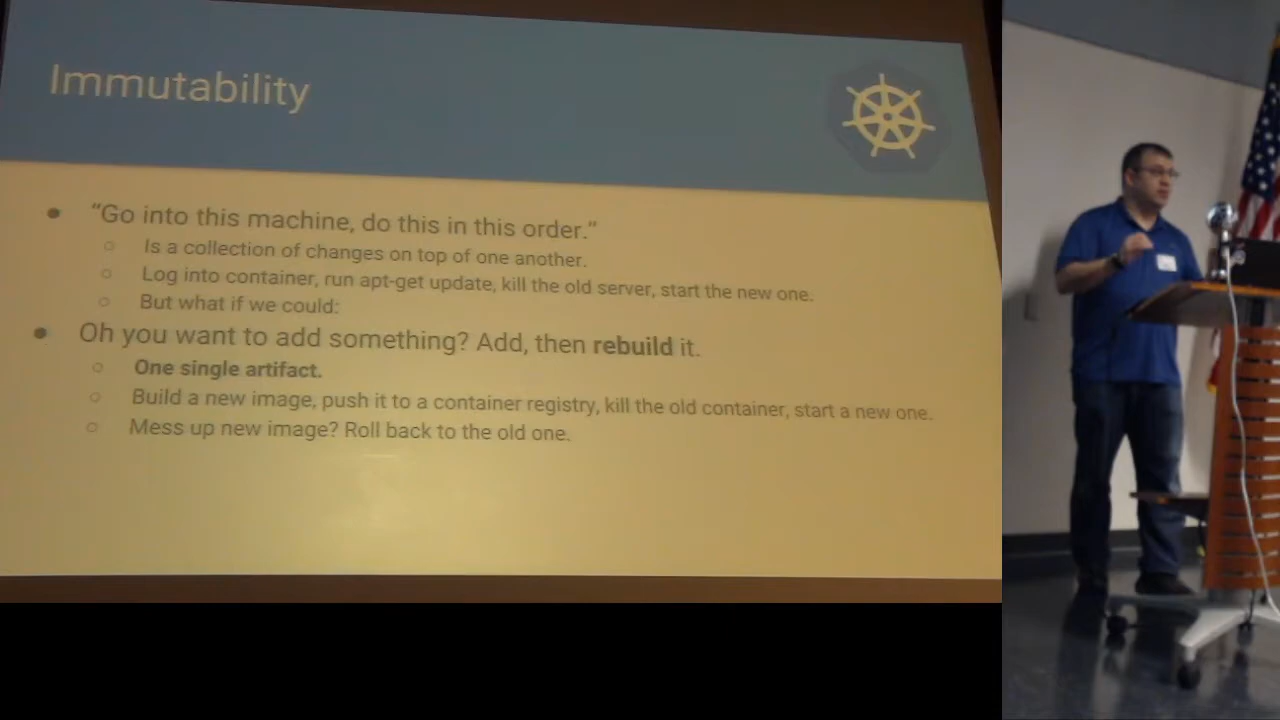 Immutability
● “Go into this machine, do this in this order.”
○ Is a collection of changes on top of one another.
○ Log into container, run apt-get update, kill the old server, start the new one.
○ But what if we could:
● Oh you want to add something? Add, then rebuild it.
○ One single artifact.
○ Build a new image, push it to a container registry, kill the old container, start a new one.
○ Mess up new image? Roll back to the old one.